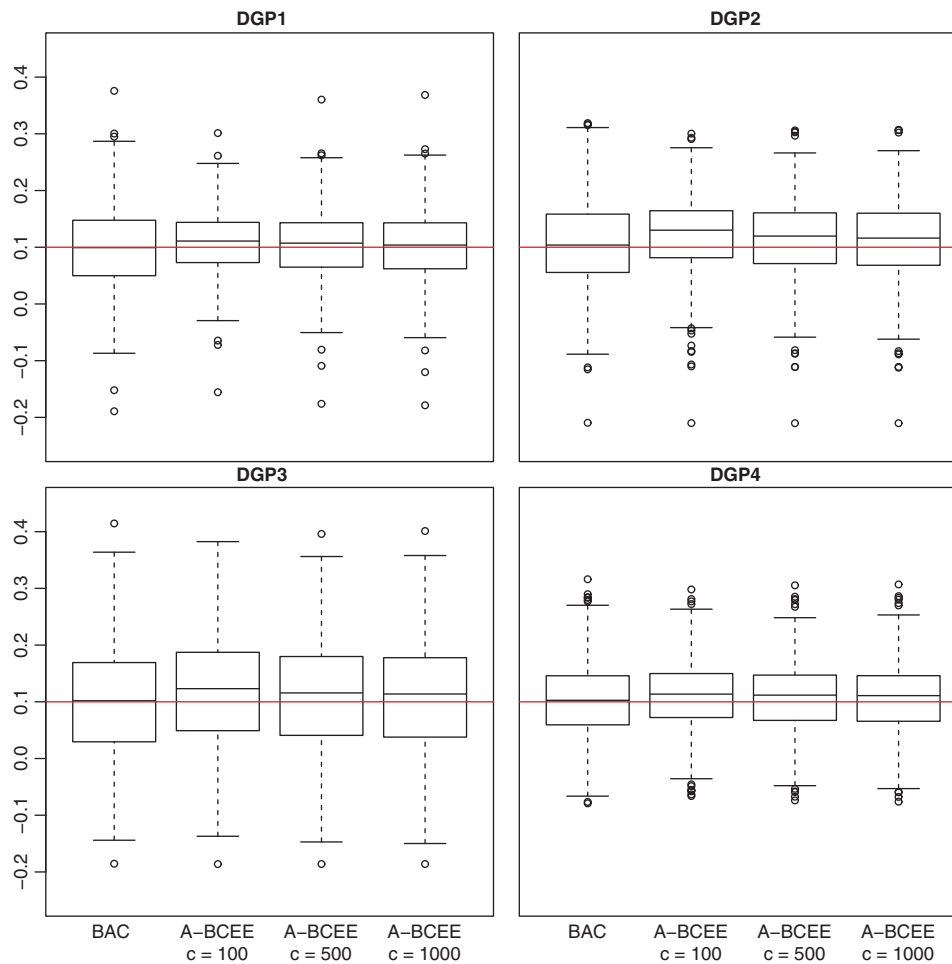 DGP1
DGP2
0.4
0.3
0.2
0.1
0.0
−0.1
−0.2
DGP3
DGP4
0.4
0.3
0.2
0.1
0.0
−0.1
−0.2
BAC A−BCEE A−BCEE A−BCEE BAC A−BCEE A−BCEE A−BCEE
c = 100 c = 500 c = 1000 c = 100 c = 500 c = 1000